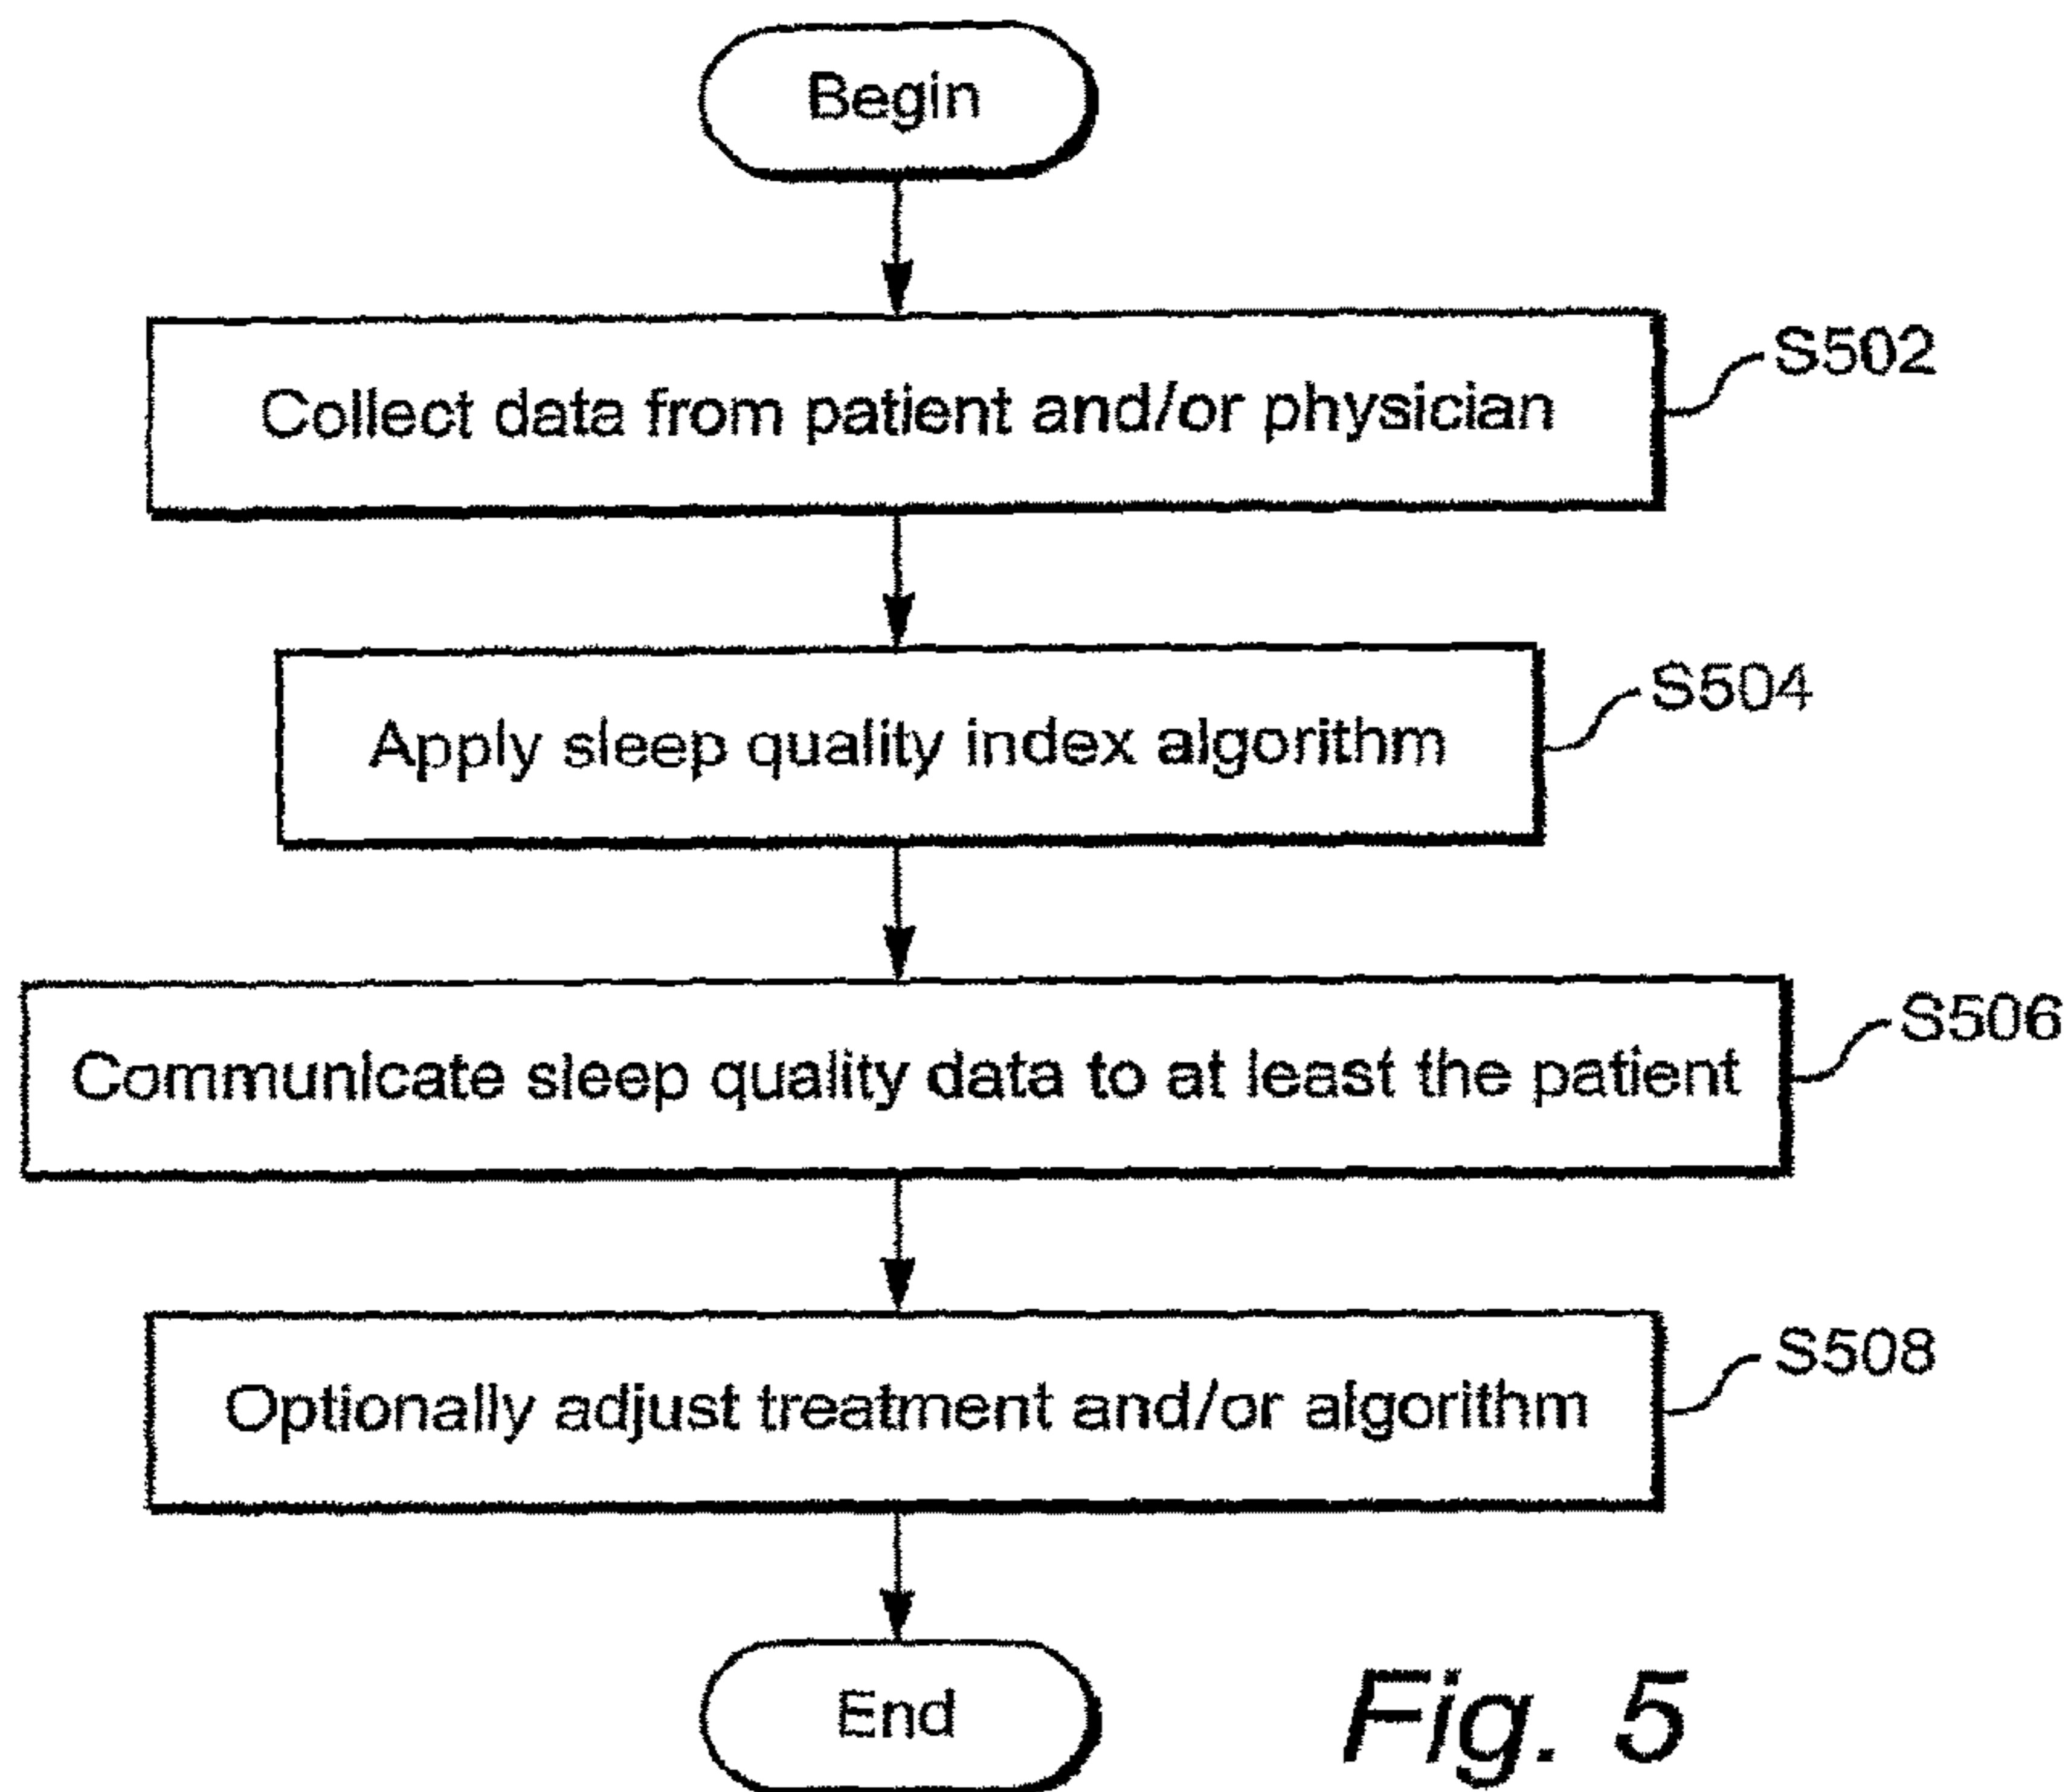 Begin
Collect data from patient and/or physician
S502
Apply sleep quality index algorithm
S504
Communicate sleep quality data to at least the patient
S506
Optionally adjust treatment and/or algorithm
S508
End
Fig. 5